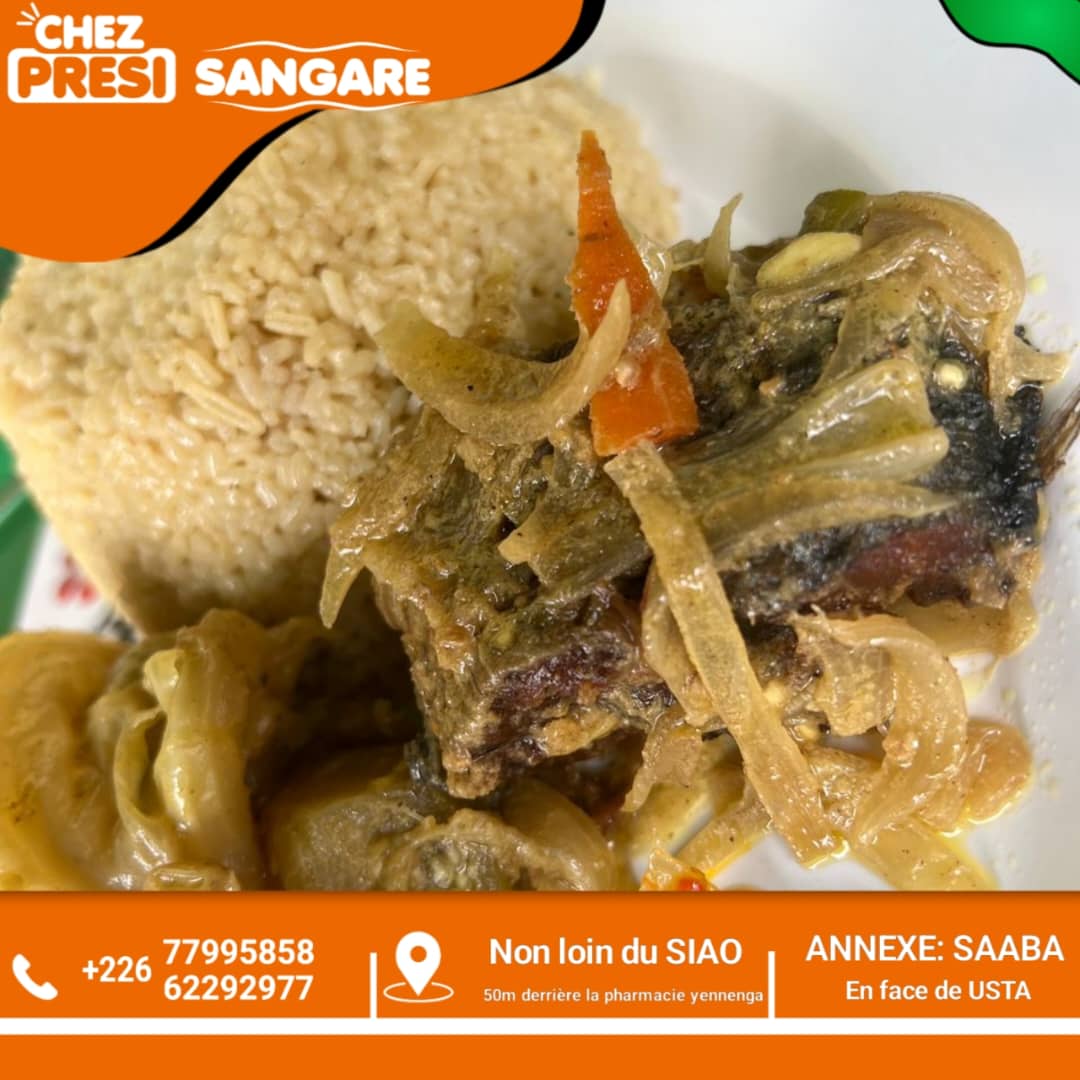 CHEZ
PRESI SANGARE
+226 77995858
62292977
Non loin du SIAO
50m derrière la pharmacie yennenga
ANNEXE: SAABA
En face de USTA